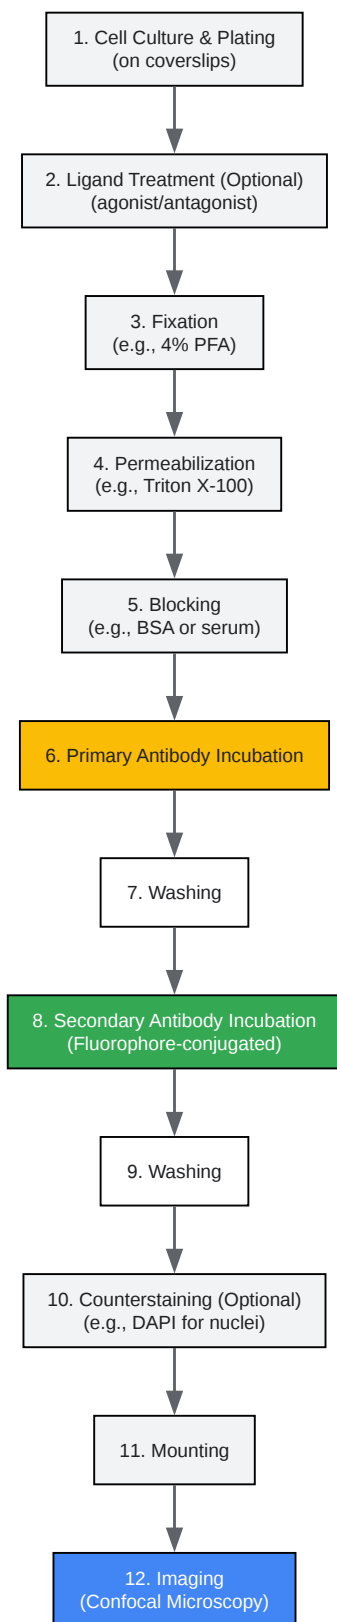 1. Cell Culture & Plating
(on coverslips)
2. Ligand Treatment (Optional)
(agonist/antagonist)
3. Fixation
(e.g., 4% PFA)
4. Permeabilization
(e.g., Triton X-100)
5. Blocking
(e.g., BSA or serum)
6. Primary Antibody Incubation
7. Washing
8. Secondary Antibody Incubation
(Fluorophore-conjugated)
9. Washing
10. Counterstaining (Optional)
(e.g., DAPI for nuclei)
11. Mounting
12. Imaging
(Confocal Microscopy)